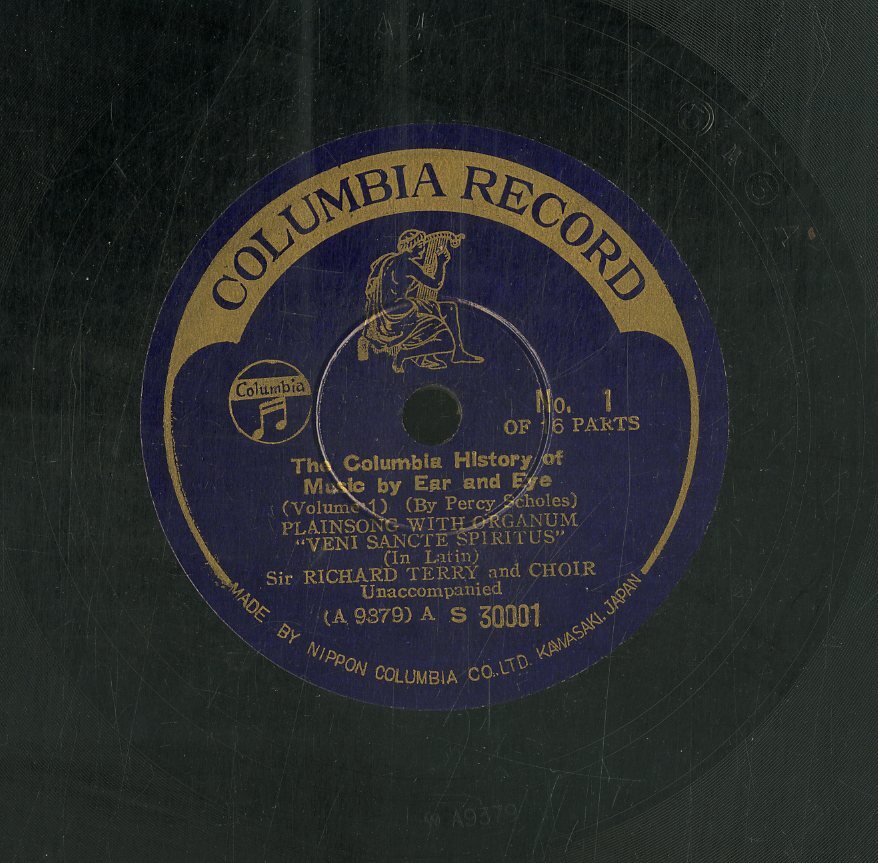 COLUMBIA RECORD
Columbia
No. 1
OF 16 PARTS
The Columbia History of
Music by Ear and Eye
(Volume 1) (By Percy Scholes)
PLAINSONG WITH ORGANUM
"VENI SANCTE SPIRITUS"
(In Latin)
Sir RICHARD TERRY and CHOIR
Unaccompanied
(A 9379) A S 30001
MADE BY NIPPON COLUMBIA CO., LTD. KAWASAKI, JAPAN
A9379